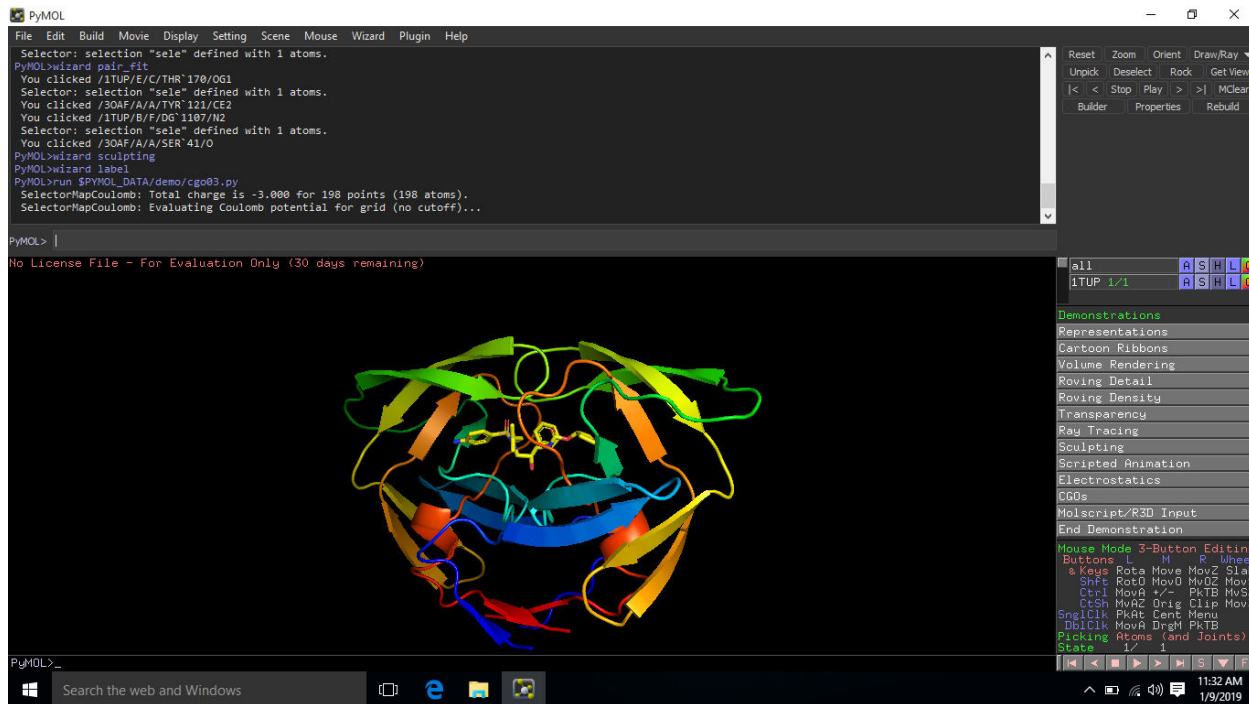 PyMOL
File Edit Build Movie Display Setting Scene Mouse Wizard Plugin Help
Selector: selection "sele" defined with 1 atoms.
PyMOL>wizard pair_fit
You clicked /1TUP/E/C/THR`170/OG1
Selector: selection "sele" defined with 1 atoms.
You clicked /3OAF/A/A/TYR`121/CE2
You clicked /1TUP/B/F/DG`1107/N2
Selector: selection "sele" defined with 1 atoms.
You clicked /3OAF/A/A/SER`41/O
PyMOL>wizard sculpting
PyMOL>wizard label
PyMOL>run $PYMOL_DATA/demo/cgo03.py
SelectorMapCoulomb: Total charge is -3.000 for 198 points (198 atoms).
SelectorMapCoulomb: Evaluating Coulomb potential for grid (no cutoff)...
PyMOL>
Reset Zoom Orient Draw/Ray
Unpick Deselect Rock Get View
|< < Stop Play > >| MClear
Builder Properties Rebuild
No License File - For Evaluation Only (30 days remaining)
all A S H L
1TUP 1/1 A S H L
Demonstrations
Representations
Cartoon Ribbons
Volume Rendering
Roving Detail
Roving Density
Transparency
Ray Tracing
Sculpting
Scripted Animation
Electrostatics
CGOs
Molscript/R3D Input
End Demonstration
Mouse Mode 3-Button Editin
Buttons L M R Whee
& Keys Rota Move MovZ Sla
Shft RotO MovO MvOZ Mov
Ctrl MovA +/- PkTB MvS
CtSh MvAZ Orig Clip Mov
SnglClk PkAt Cent Menu
DblClk MovA DrgM PkTB
Picking Atoms (and Joints)
State 1/ 1
S F
PyMOL>_
Search the web and Windows
11:32 AM
1/9/2019